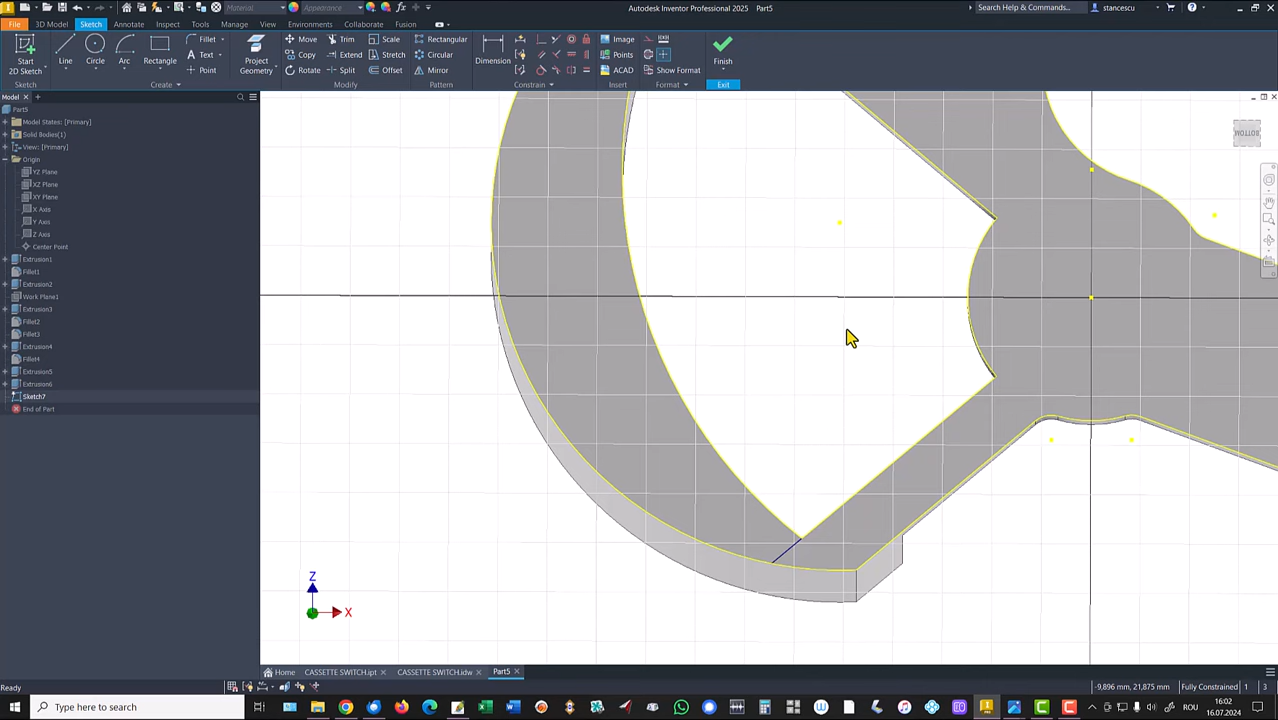 Material
Appearance
Autodesk Inventor Professional 2025  Part5
Search Help & Commands...
stancescu
File
3D Model
Sketch
Annotate
Inspect
Tools
Manage
View
Environments
Collaborate
Fusion
Start
2D Sketch
Line
Circle
Arc
Rectangle
Fillet
Text
Point
Project
Geometry
Move
Copy
Rotate
Trim
Extend
Split
Scale
Stretch
Offset
Rectangular
Circular
Mirror
Dimension
Image
Points
ACAD
Show Format
Finish
Sketch
Create
Modify
Pattern
Constrain
Insert
Format
Exit
Model
Part5
Model States: [Primary]
Solid Bodies(1)
View: [Primary]
Origin
YZ Plane
XZ Plane
XY Plane
X Axis
Y Axis
Z Axis
Center Point
Extrusion1
Fillet1
Extrusion2
Work Plane1
Extrusion3
Fillet2
Fillet3
Extrusion4
Fillet4
Extrusion5
Extrusion6
Sketch7
End of Part
BOTTOM
Z
X
Home
CASSETTE SWITCH.ipt
CASSETTE SWITCH.idw
Part5
Ready
-9,896 mm, 21,875 mm
Fully Constrained
1
3
Type here to search
ROU
16:02
16.07.2024